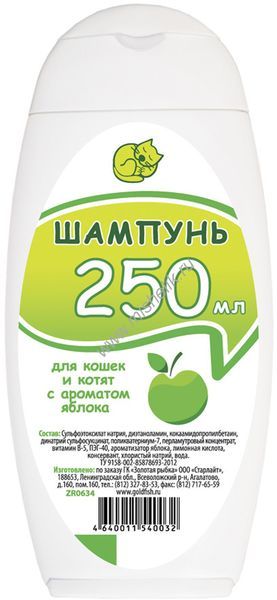 ШАМПУНЬ
250 мл
для кошек
и котят
с ароматом
яблока
Состав: Сульфоэтоксилат натрия, диэтаноламин, кокаамидопропилбетаин,
динатрий сульфосукцинат, поликватерниум-7, перламутровый концентрат,
витамин B-5, ПЭГ-40, ароматизатор яблока, лимонная кислота,
консервант, хлористый натрий, вода.
ТУ 9158-002-85878693-2012
Изготовлено: по заказу ГК «Золотая рыбка» ООО «Старлайт»,
188653, Ленинградская обл., Всеволожский р-н, Агалатово,
д.160, пом.160, тел.: (812) 327-83-53, факс: (812) 717-65-59
ZR0634
www.goldfish.ru
4 640011 540032